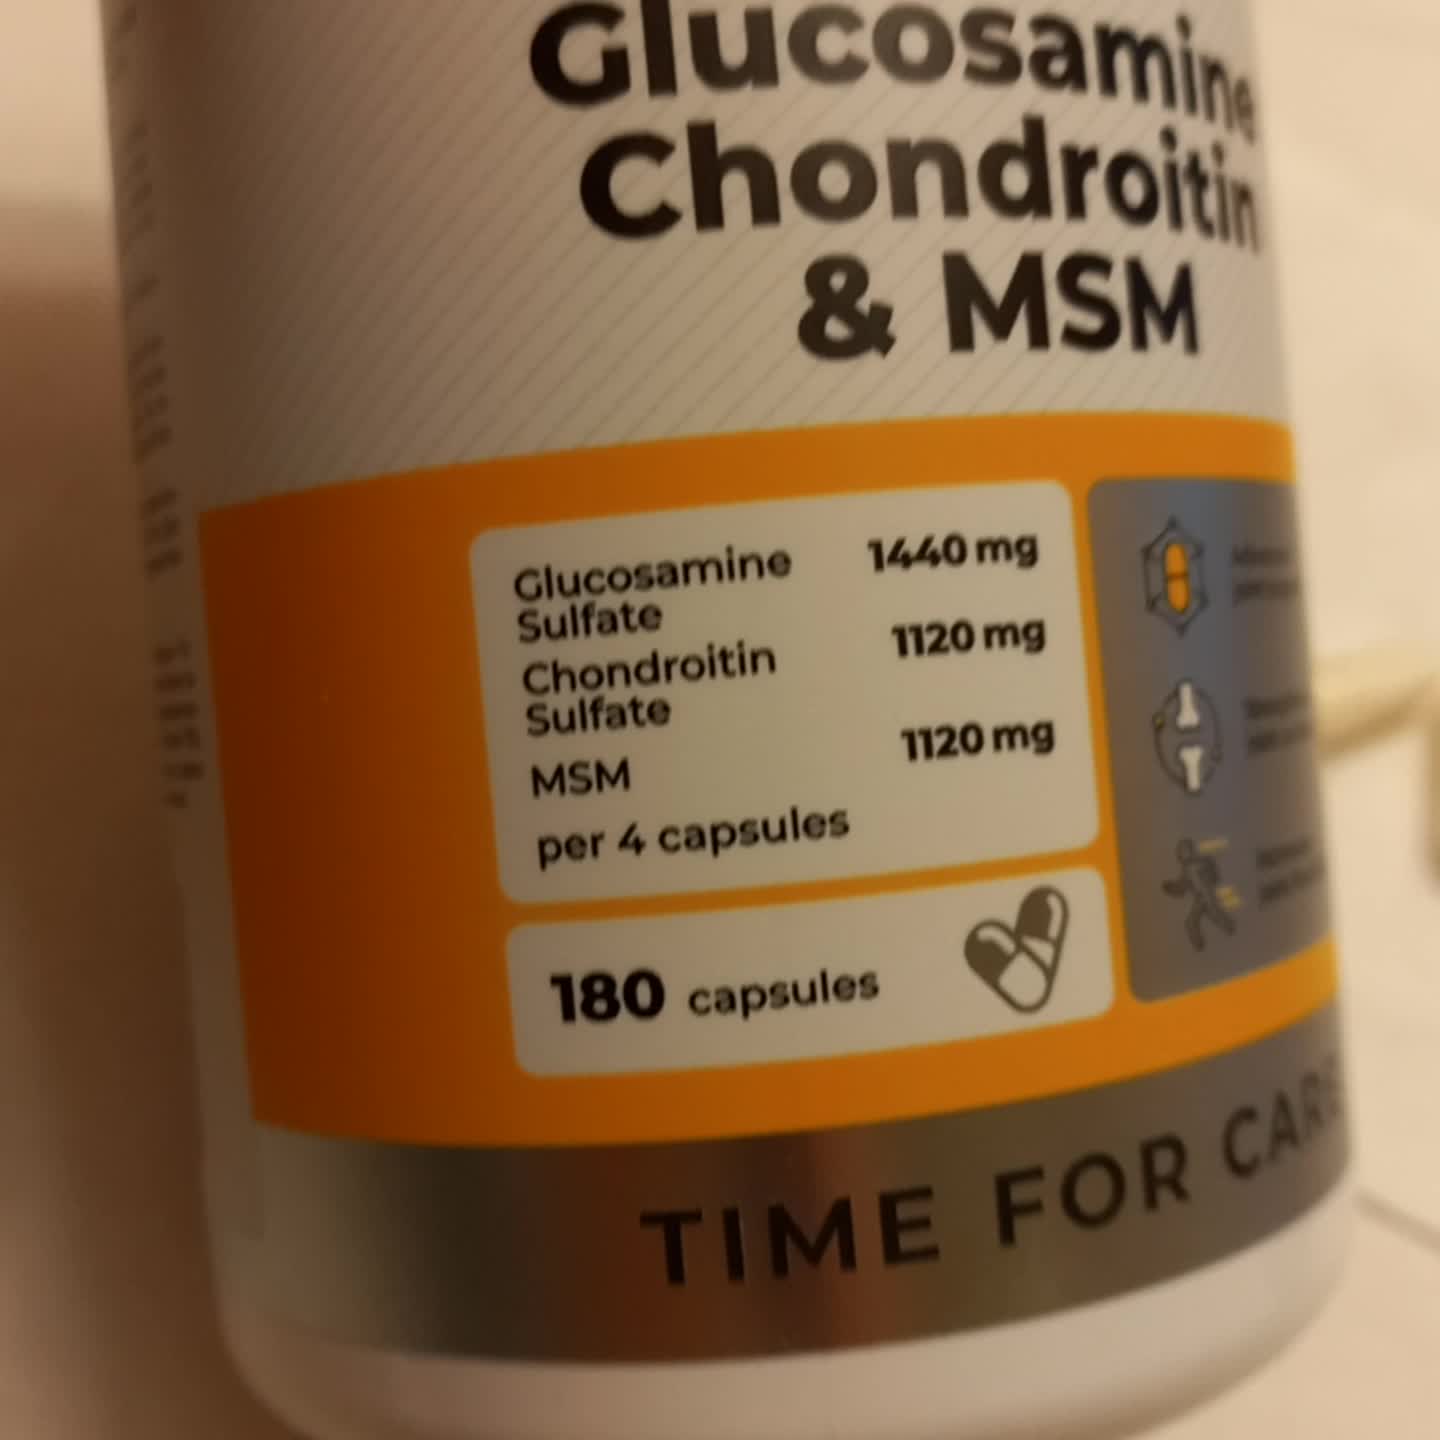 Glucosamine
Chondroitin
& MSM
Glucosamine 1440 mg
Sulfate
Chondroitin 1120 mg
Sulfate
MSM 1120 mg
per 4 capsules
180 capsules
TIME FOR CARE